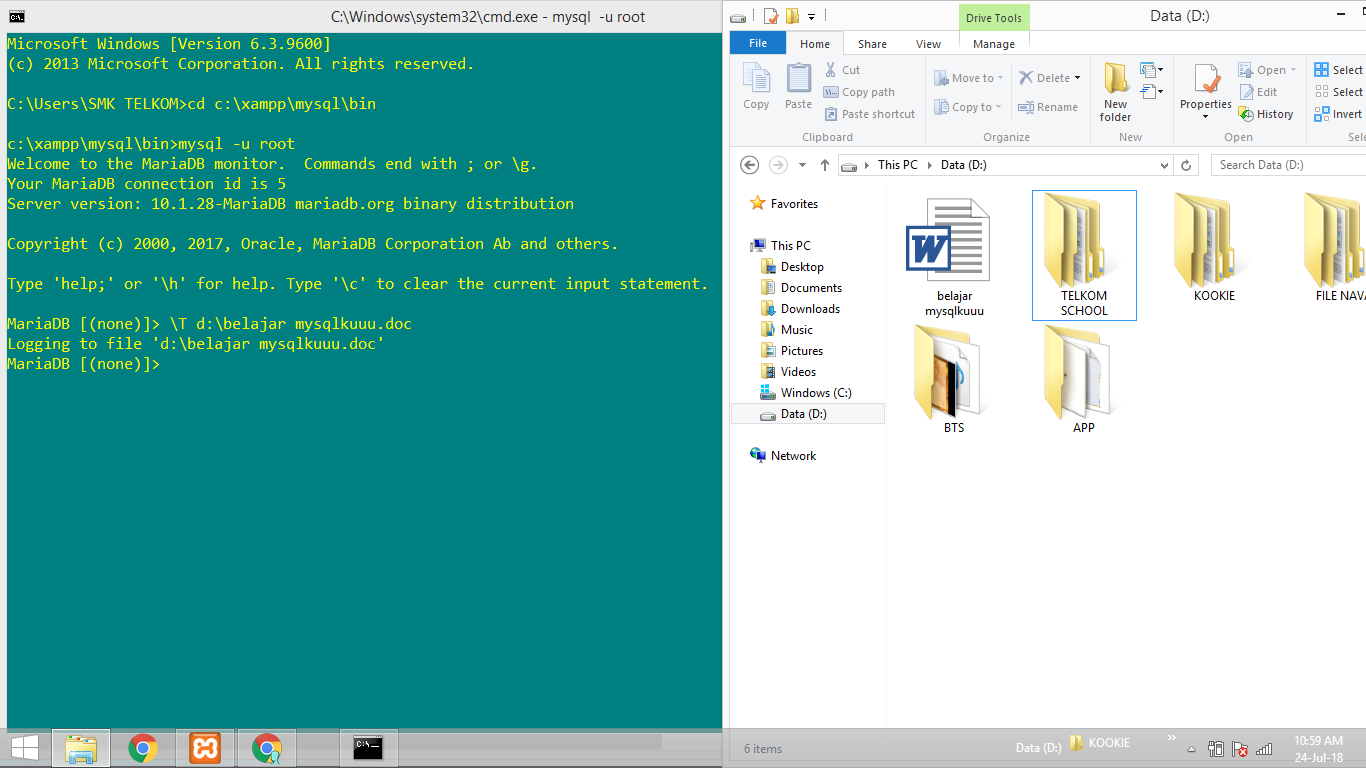 C:\Windows\system32\cmd.exe - mysql  -u root
Microsoft Windows [Version 6.3.9600]
(c) 2013 Microsoft Corporation. All rights reserved.
C:\Users\SMK TELKOM>cd c:\xampp\mysql\bin
c:\xampp\mysql\bin>mysql -u root
Welcome to the MariaDB monitor.  Commands end with ; or \g.
Your MariaDB connection id is 5
Server version: 10.1.28-MariaDB mariadb.org binary distribution
Copyright (c) 2000, 2017, Oracle, MariaDB Corporation Ab and others.
Type 'help;' or '\h' for help. Type '\c' to clear the current input statement.
MariaDB [(none)]> \T d:\belajar mysqlkuuu.doc
Logging to file 'd:\belajar mysqlkuuu.doc'
MariaDB [(none)]>
Drive Tools
Data (D:)
File
Home
Share
View
Manage
Copy
Paste
Cut
Copy path
Paste shortcut
Clipboard
Move to
Copy to
Delete
Rename
Organize
New
folder
New
Properties
Open
Edit
History
Open
Select
Select
Invert
Sele
This PC
Data (D:)
Search Data (D:)
Favorites
This PC
Desktop
Documents
Downloads
Music
Pictures
Videos
Windows (C:)
Data (D:)
Network
belajar
mysqlkuuu
TELKOM
SCHOOL
KOOKIE
FILE NAVA
BTS
APP
6 items
Data (D:)
KOOKIE
10:59 AM
24-Jul-18